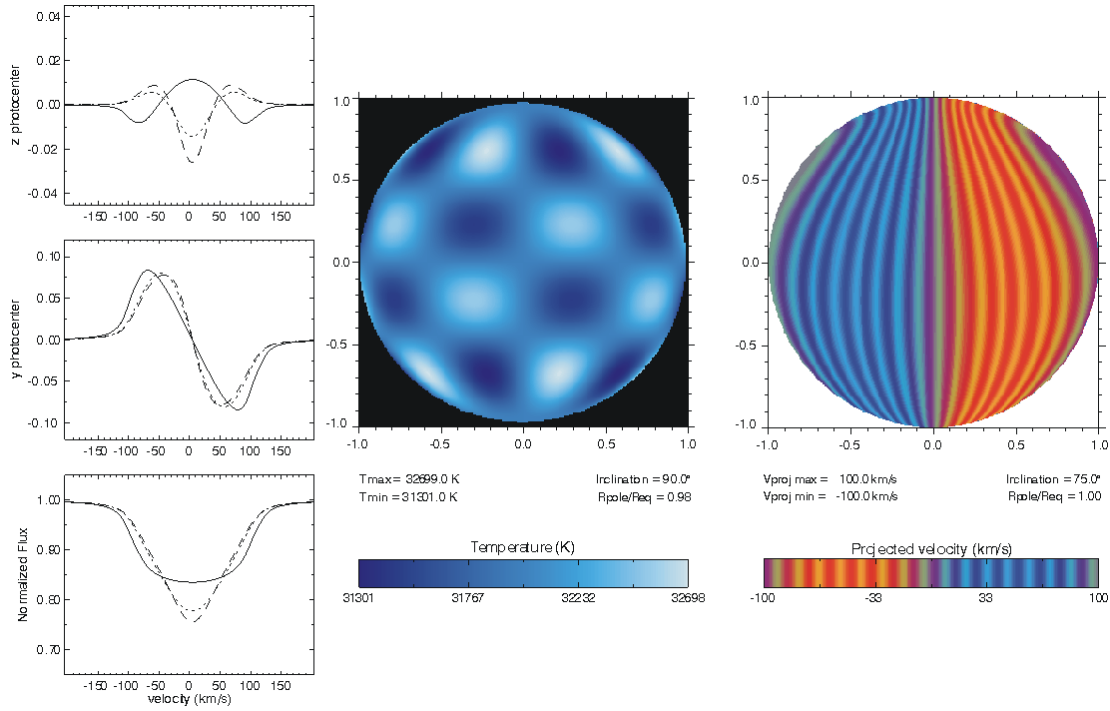 0.04
0.02
0.00
-0.02
-0.04
z photocenter
-150 -100 -50 0 50 100 150
0.10
0.05
0.00
-0.05
-0.10
y photocenter
-150 -100 -50 0 50 100 150
1.00
0.90
0.80
0.70
Normalized Flux
-150 -100 -50 0 50 100 150
velocity (km/s)
1.0
0.5
0.0
-0.5
-1.0
-1.0 -0.5 0.0 0.5 1.0
Tmax = 32699.0 K Inclination = 90.0°
Tmin = 31301.0 K Rpole/Req = 0.98
Temperature (K)
31301 31767 32232 32698
1.0
0.5
0.0
-0.5
-1.0
-1.0 -0.5 0.0 0.5 1.0
Vproj max = 100.0 km/s Inclination = 75.0°
Vproj min = -100.0 km/s Rpole/Req = 1.00
Projected velocity (km/s)
-100 -33 33 100